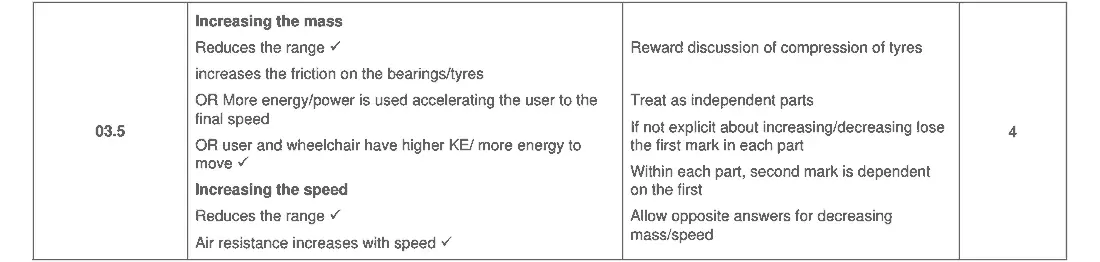 03.5
Increasing the mass
Reduces the range ✓
increases the friction on the bearings/tyres
OR More energy/power is used accelerating the user to the
final speed
OR user and wheelchair have higher KE/ more energy to
move ✓
Increasing the speed
Reduces the range ✓
Air resistance increases with speed ✓
Reward discussion of compression of tyres
Treat as independent parts
If not explicit about increasing/decreasing lose
the first mark in each part
Within each part, second mark is dependent
on the first
Allow opposite answers for decreasing
mass/speed
4